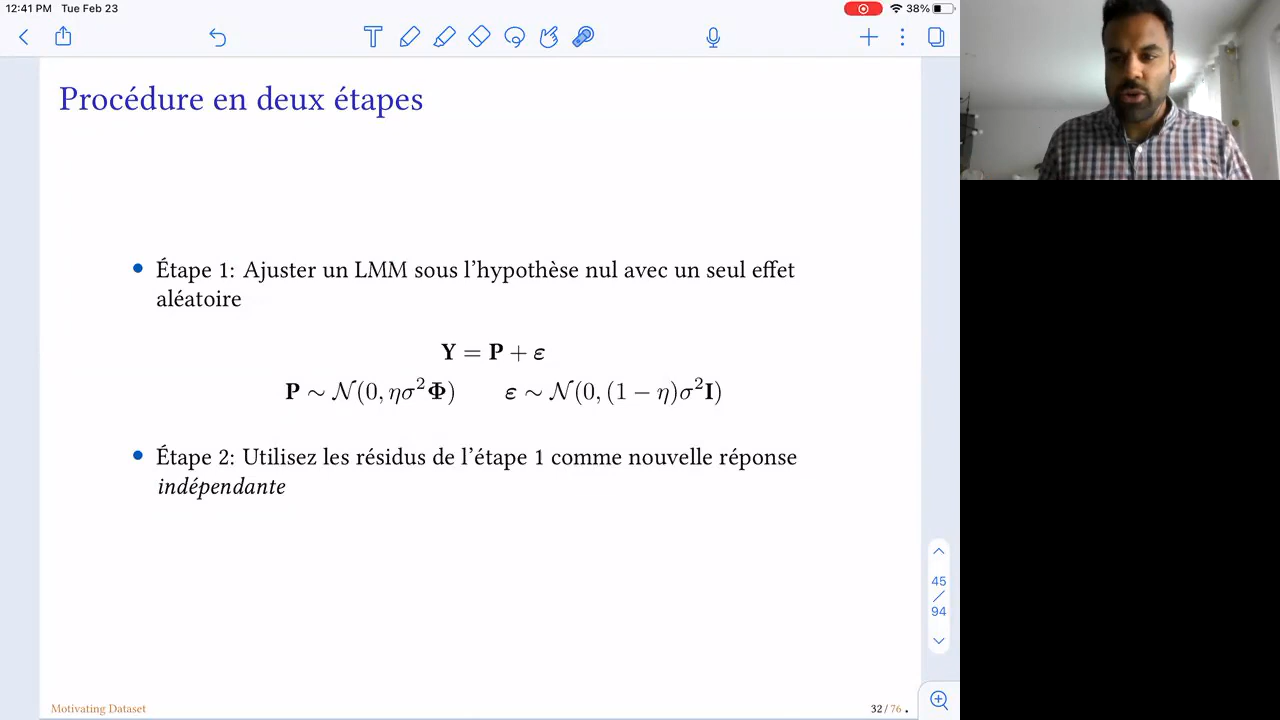 12:41 PM Tue Feb 23
38%
Procédure en deux étapes
• Étape 1: Ajuster un LMM sous l'hypothèse nul avec un seul effet
aléatoire
Y = P + ε
P ∼ N(0, ησ²Φ) ε ∼ N(0, (1 − η)σ²I)
• Étape 2: Utilisez les résidus de l'étape 1 comme nouvelle réponse
indépendante
45
/
94
Motivating Dataset
32 / 76 .